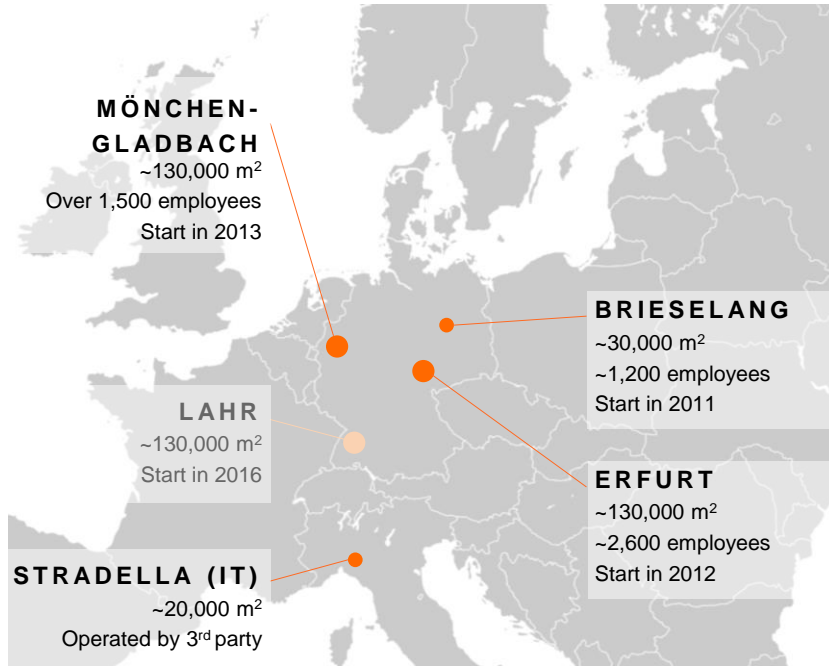 MÖNCHEN-
GLADBACH
~130,000 m²
Over 1,500 employees
Start in 2013
BRIESELANG
~30,000 m²
~1,200 employees
Start in 2011
LAHR
~130,000 m²
Start in 2016
ERFURT
~130,000 m²
~2,600 employees
Start in 2012
STRADELLA (IT)
~20,000 m²
Operated by 3rd party